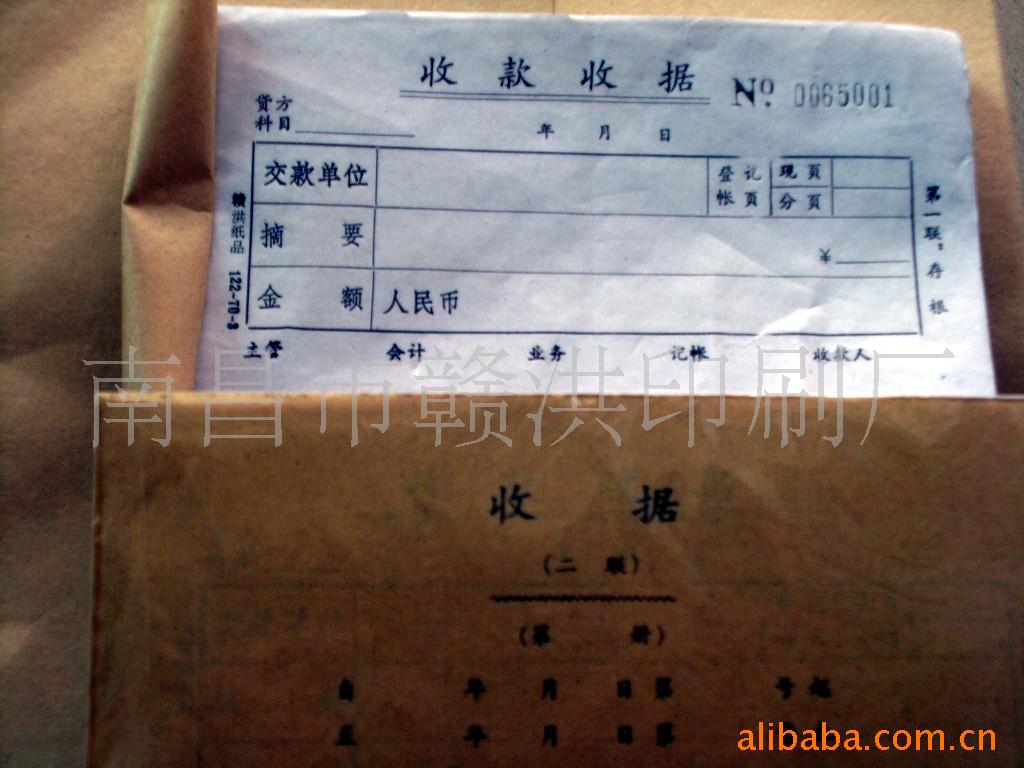 收款收据 Nº 0065001
贷方
科目
年 月 日
交款单位 登记 现页
帐页 分页
摘要 ¥
金额 人民币
主管 会计 业务 记帐 收款人
赣洪纸品 122-70-3
第一联：存根
南昌市赣洪印刷厂
收据
（二联）
（第 册）
自 年 月 日 第 号起
至 年 月 日 第
alibaba.com.cn